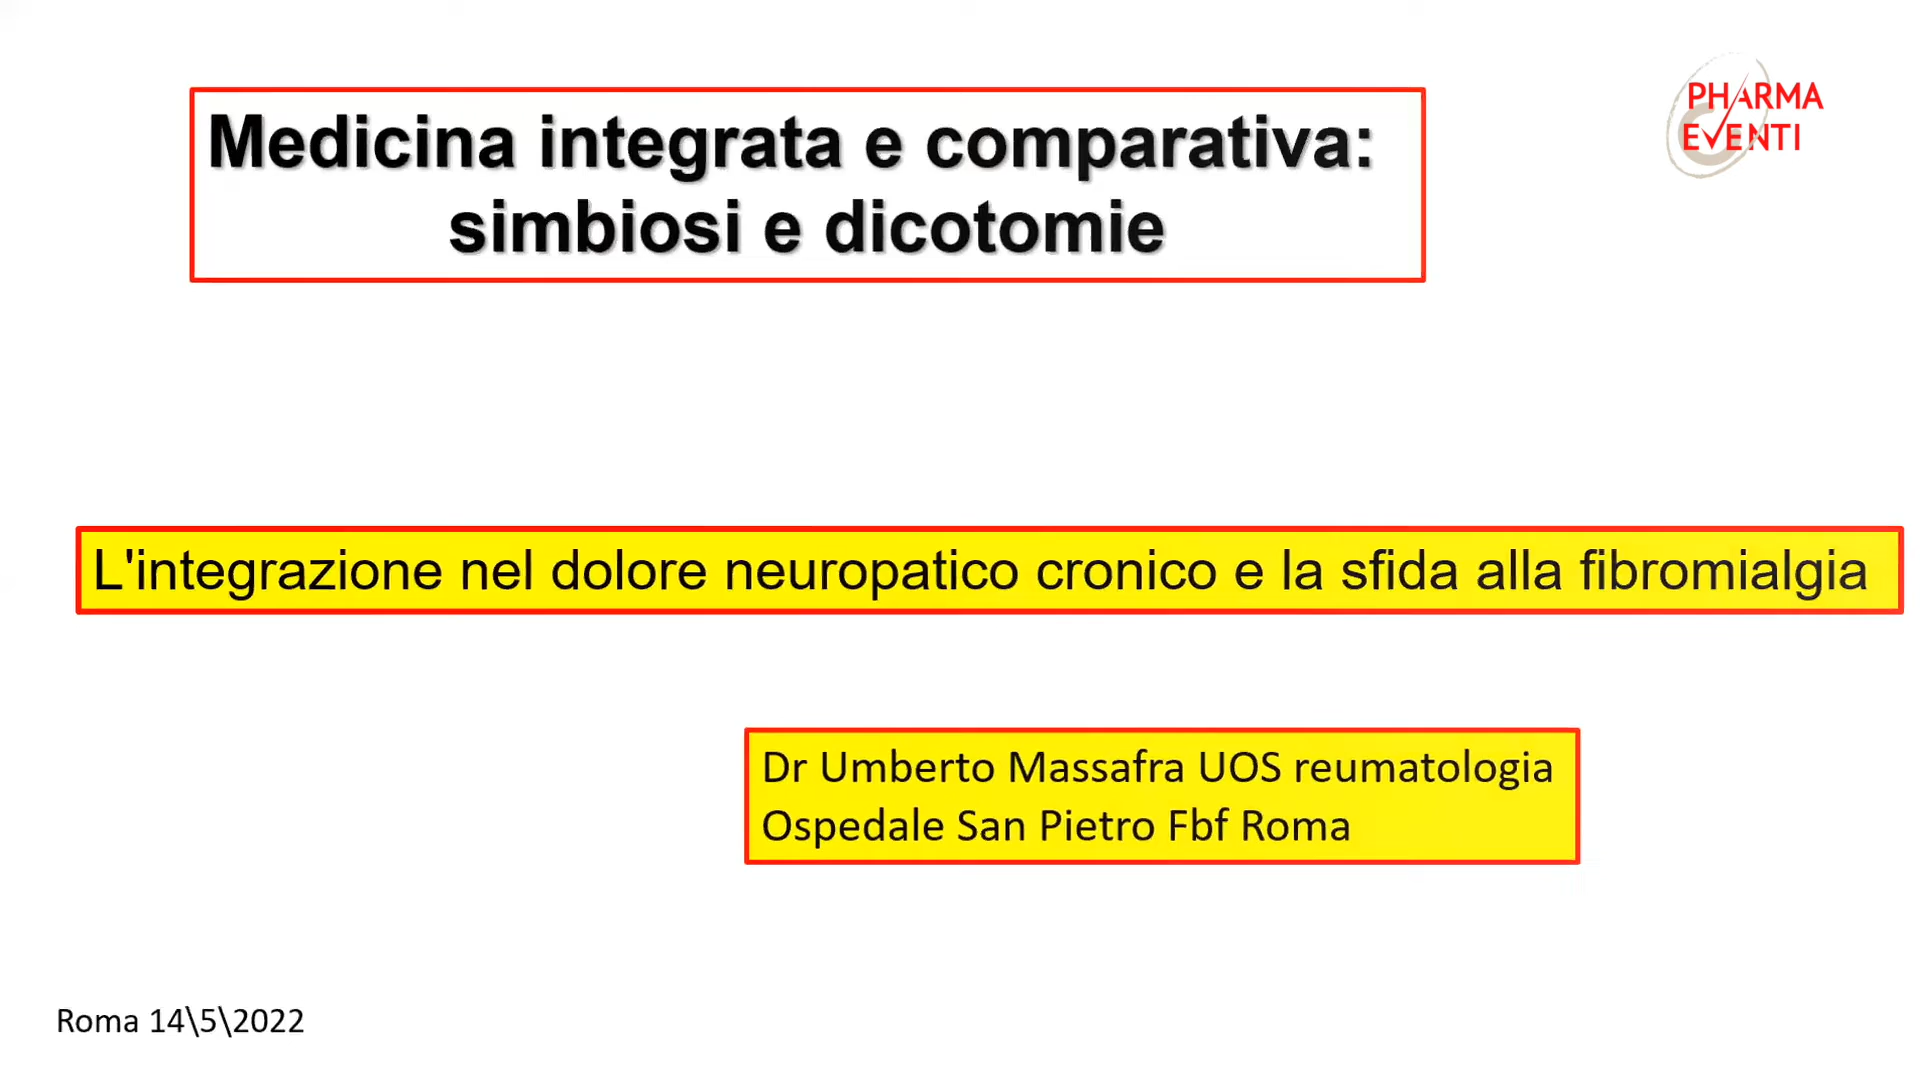 PHARMA
EVENTI
Medicina integrata e comparativa:
simbiosi e dicotomie
L'integrazione nel dolore neuropatico cronico e la sfida alla fibromialgia
Dr Umberto Massafra UOS reumatologia
Ospedale San Pietro Fbf Roma
Roma 14\5\2022